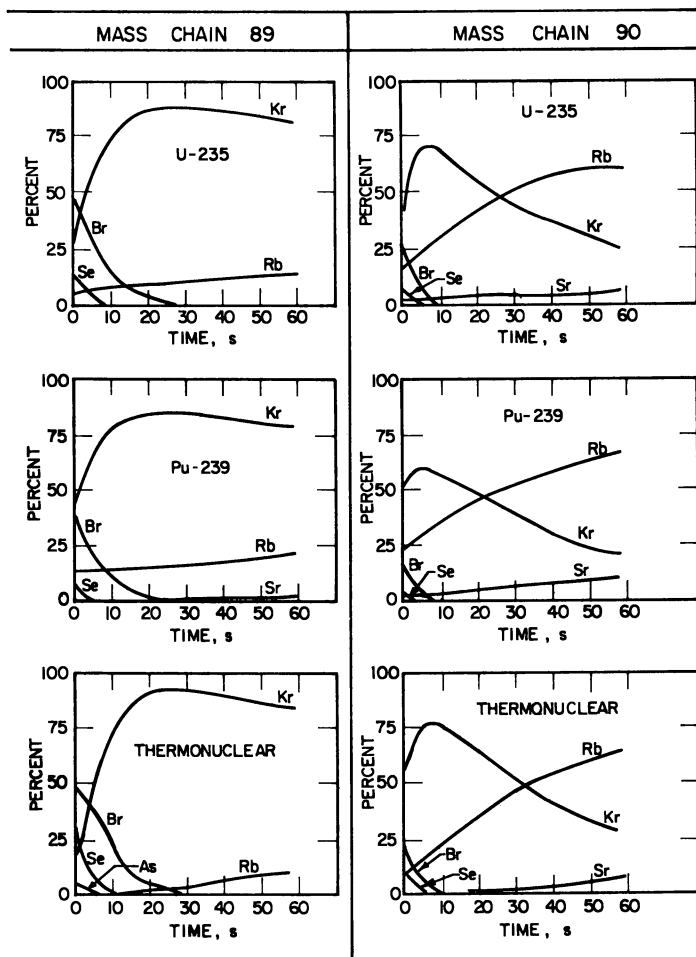 MASS CHAIN 89
MASS CHAIN 90
100
75
50
25
0
PERCENT
Kr
U-235
Br
Se
Rb
0 10 20 30 40 50 60
TIME, s
100
75
50
25
0
PERCENT
U-235
Rb
Kr
Br
Se
Sr
0 10 20 30 40 50 60
TIME, s
100
75
50
25
0
PERCENT
Kr
Pu-239
Br
Rb
Se
Sr
0 10 20 30 40 50 60
TIME, s
100
75
50
25
0
PERCENT
Pu-239
Rb
Kr
Br
Se
Sr
0 10 20 30 40 50 60
TIME, s
100
75
50
25
0
PERCENT
Kr
THERMONUCLEAR
Br
Se
As
Rb
0 10 20 30 40 50 60
TIME, s
100
75
50
25
0
PERCENT
THERMONUCLEAR
Rb
Kr
Br
Se
Sr
0 10 20 30 40 50 60
TIME, s